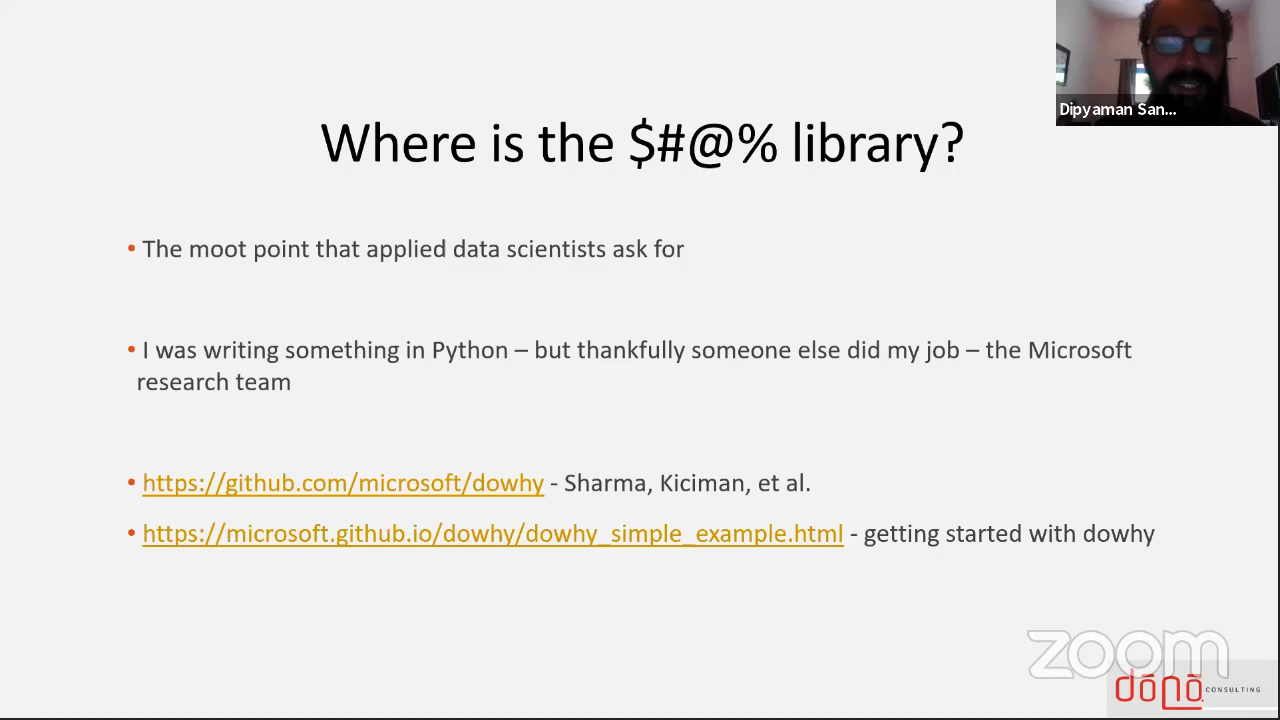 Dipyaman San...
Where is the $#@% library?
• The moot point that applied data scientists ask for
• I was writing something in Python – but thankfully someone else did my job – the Microsoft
research team
• https://github.com/microsoft/dowhy - Sharma, Kiciman, et al.
• https://microsoft.github.io/dowhy/dowhy_simple_example.html - getting started with dowhy
zoom
CONSULTING